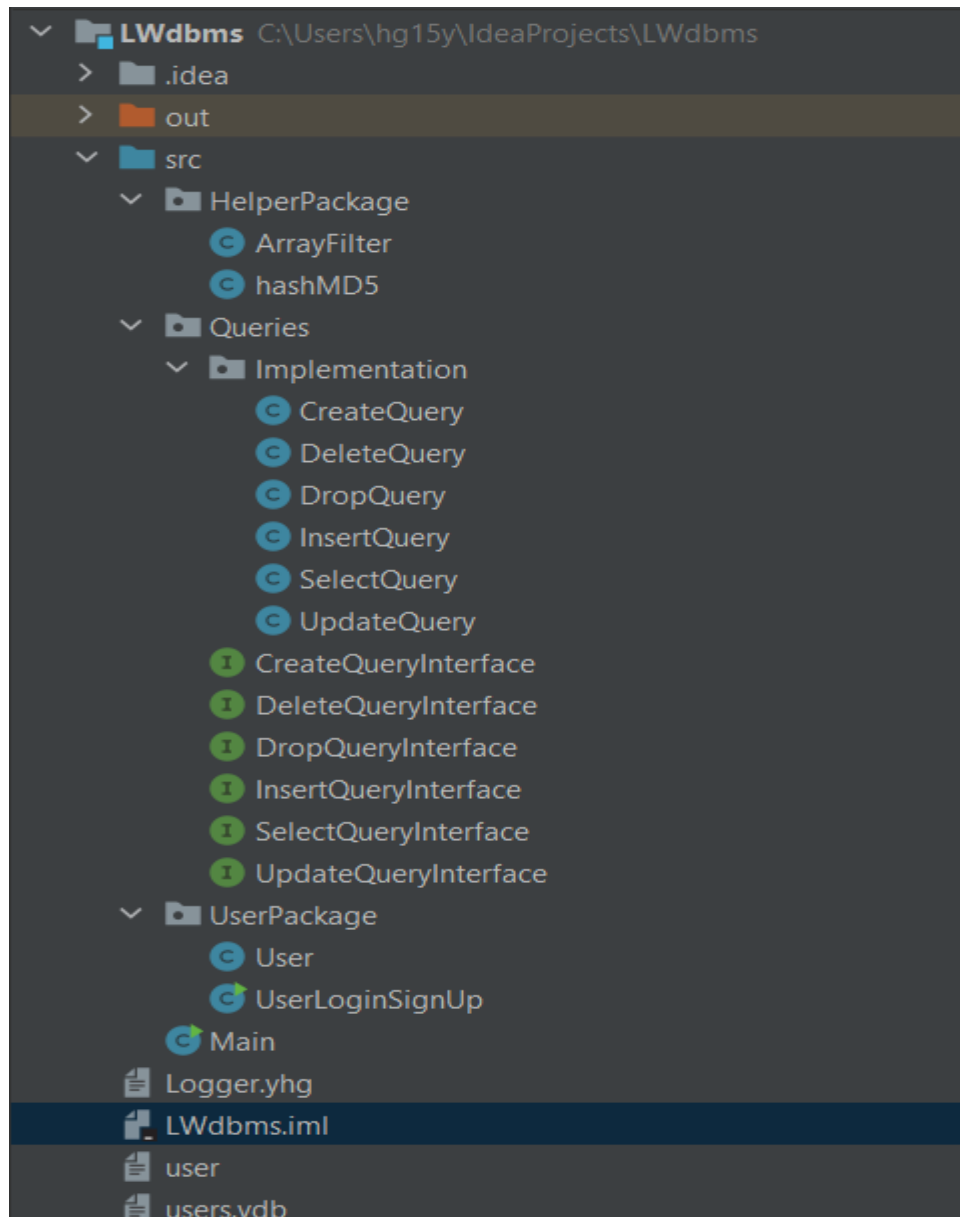 LWdbms C:\Users\hg15y\IdeaProjects\LWdbms
.idea
out
src
HelperPackage
ArrayFilter
hashMD5
Queries
Implementation
CreateQuery
DeleteQuery
DropQuery
InsertQuery
SelectQuery
UpdateQuery
CreateQueryInterface
DeleteQueryInterface
DropQueryInterface
InsertQueryInterface
SelectQueryInterface
UpdateQueryInterface
UserPackage
User
UserLoginSignUp
Main
Logger.yhg
LWdbms.iml
user